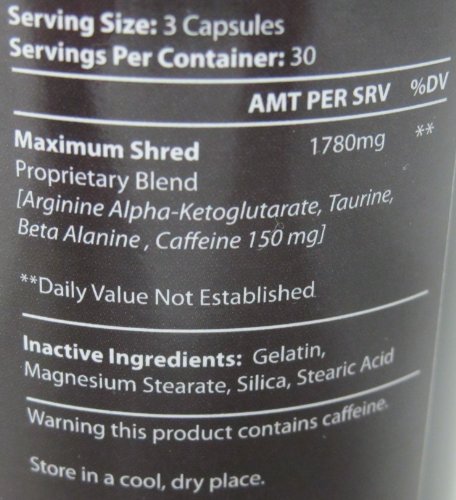 Serving Size: 3 Capsules
Servings Per Container: 30
AMT PER SRV %DV
Maximum Shred 1780mg **
Proprietary Blend
[Arginine Alpha-Ketoglutarate, Taurine,
Beta Alanine , Caffeine 150 mg]
**Daily Value Not Established
Inactive Ingredients: Gelatin,
Magnesium Stearate, Silica, Stearic Acid
Warning this product contains caffeine.
Store in a cool, dry place.